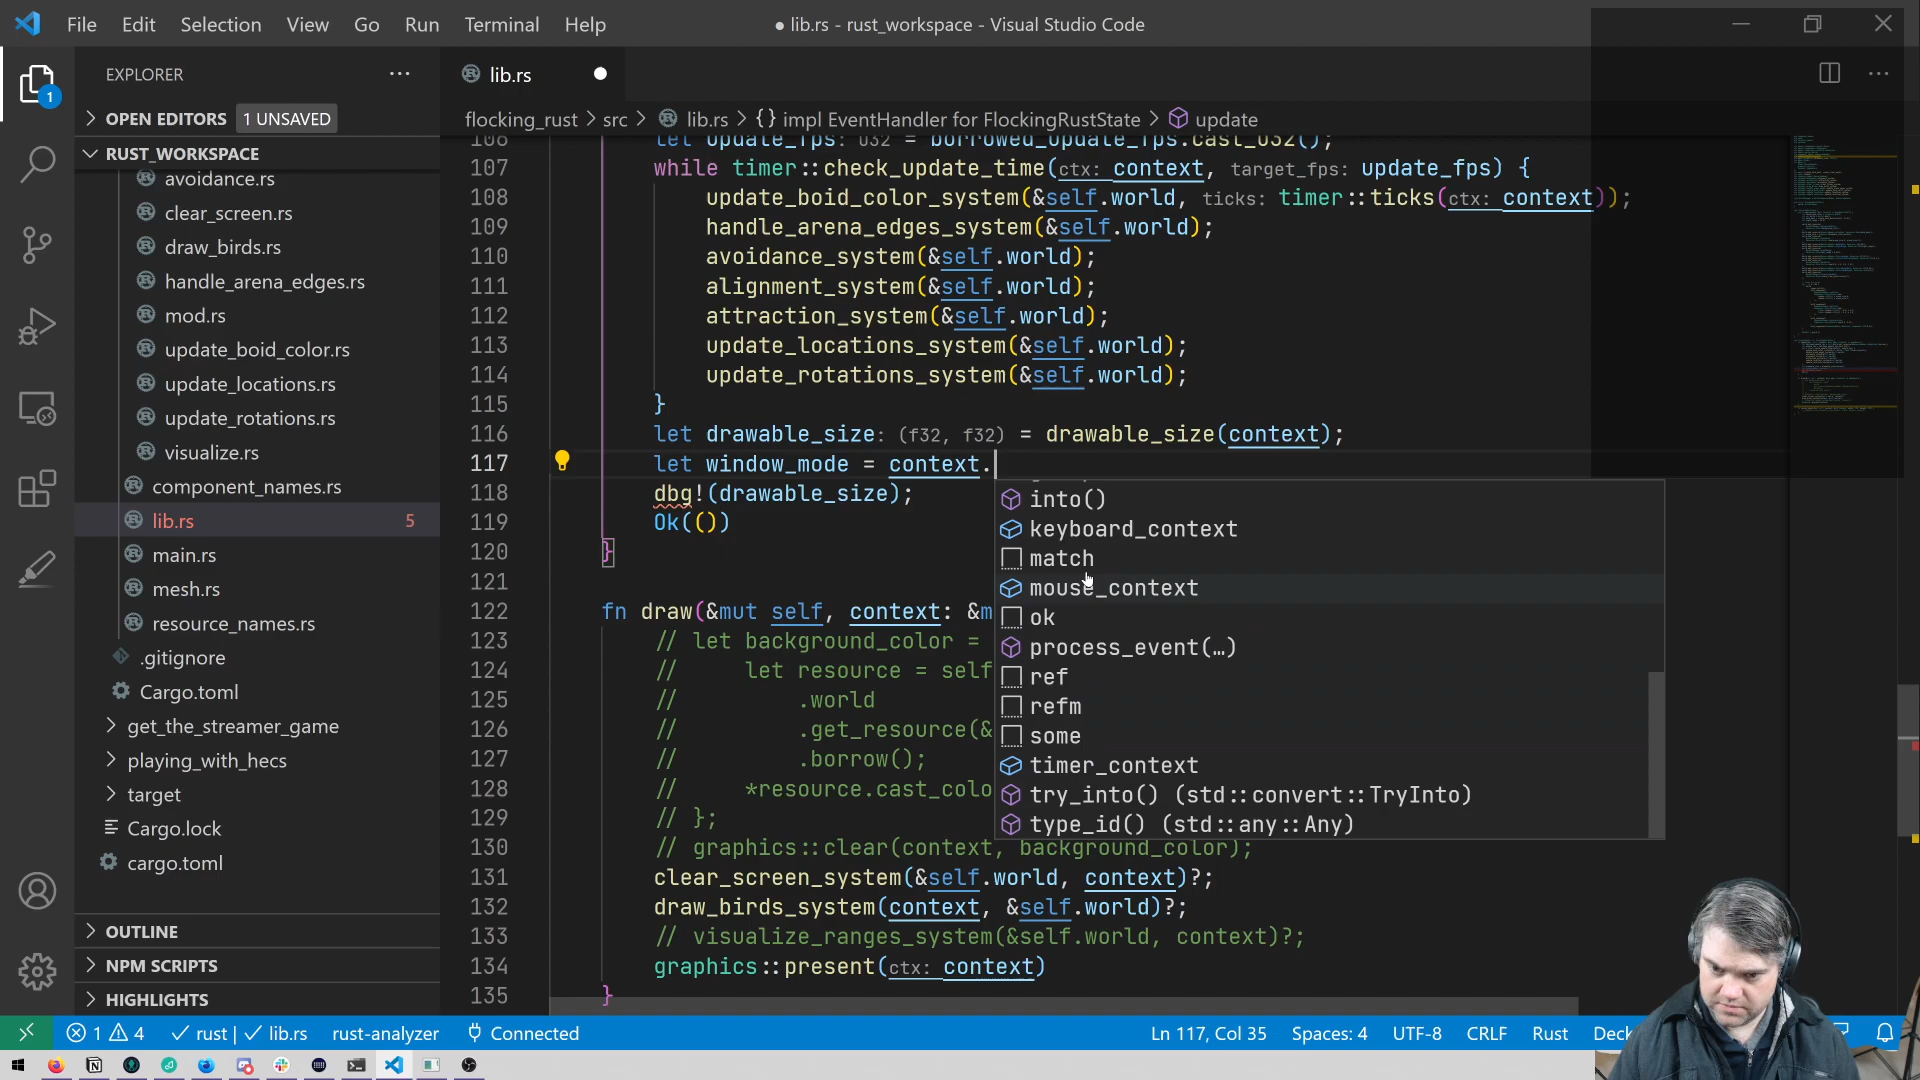 File Edit Selection View Go Run Terminal Help
● lib.rs - rust_workspace - Visual Studio Code
EXPLORER
lib.rs
OPEN EDITORS 1 UNSAVED
flocking_rust > src > lib.rs > {} impl EventHandler for FlockingRustState > update
RUST_WORKSPACE
avoidance.rs
clear_screen.rs
draw_birds.rs
handle_arena_edges.rs
mod.rs
update_boid_color.rs
update_locations.rs
update_rotations.rs
visualize.rs
component_names.rs
lib.rs 5
main.rs
mesh.rs
resource_names.rs
.gitignore
Cargo.toml
get_the_streamer_game
playing_with_hecs
target
Cargo.lock
cargo.toml
OUTLINE
NPM SCRIPTS
HIGHLIGHTS
1
106 let update_fps: u32 = borrowed_update_fps.cast_u32();
107 while timer::check_update_time(ctx: context, target_fps: update_fps) {
108 update_boid_color_system(&self.world, ticks: timer::ticks(ctx: context));
109 handle_arena_edges_system(&self.world);
110 avoidance_system(&self.world);
111 alignment_system(&self.world);
112 attraction_system(&self.world);
113 update_locations_system(&self.world);
114 update_rotations_system(&self.world);
115 }
116 let drawable_size: (f32, f32) = drawable_size(context);
117 let window_mode = context.
118 dbg!(drawable_size);
119 Ok(())
120 }
121
122 fn draw(&mut self, context: &m
123 // let background_color =
124 // let resource = self
125 // .world
126 // .get_resource(&
127 // .borrow();
128 // *resource.cast_colo
129 // };
130 // graphics::clear(context, background_color);
131 clear_screen_system(&self.world, context)?;
132 draw_birds_system(context, &self.world)?;
133 // visualize_ranges_system(&self.world, context)?;
134 graphics::present(ctx: context)
135 }
into()
keyboard_context
match
mouse_context
ok
process_event(…)
ref
refm
some
timer_context
try_into() (std::convert::TryInto)
type_id() (std::any::Any)
1 4 rust | lib.rs rust-analyzer Connected
Ln 117, Col 35 Spaces: 4 UTF-8 CRLF Rust